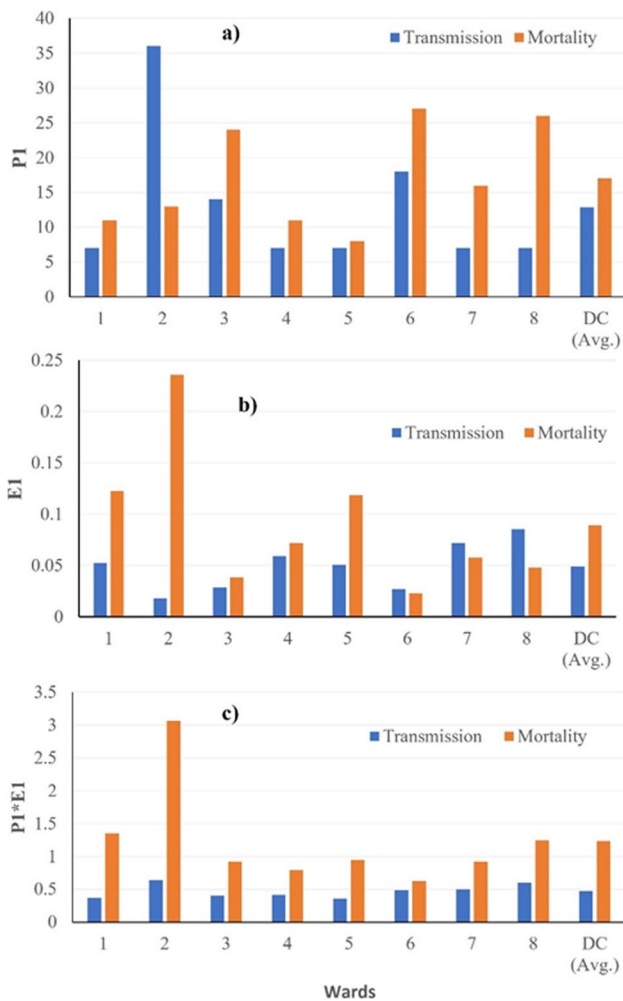 40
a)
Transmission Mortality
35
30
25
20
15
10
5
0
P1
1 2 3 4 5 6 7 8 DC
(Avg.)
0.25
b)
0.2
Transmission Mortality
0.15
0.1
0.05
0
E1
1 2 3 4 5 6 7 8 DC
(Avg.)
3.5
c)
3
Transmission Mortality
2.5
2
1.5
1
0.5
0
P1*E1
1 2 3 4 5 6 7 8 DC
(Avg.)
Wards